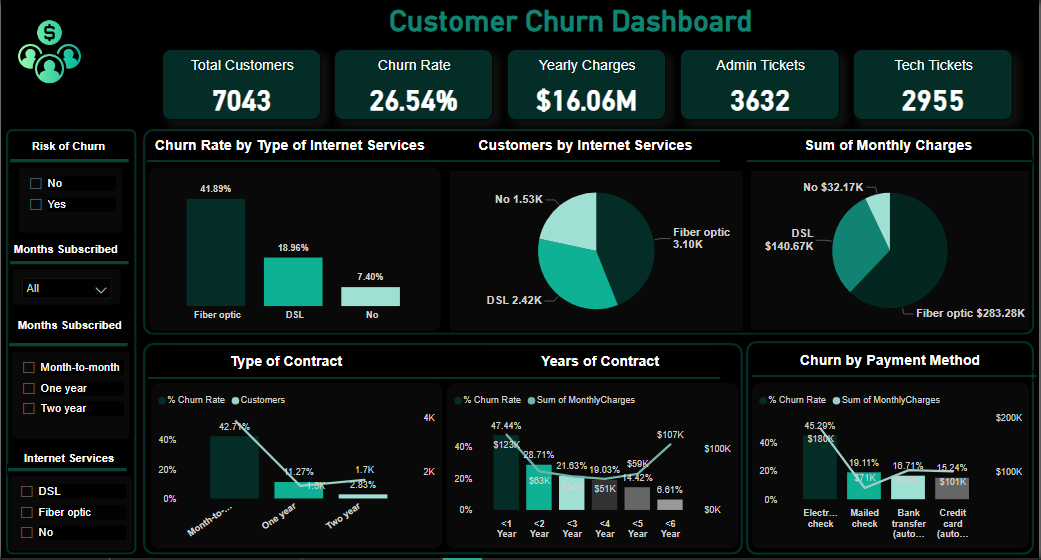 Customer Churn Dashboard
Total Customers
7043
Churn Rate
26.54%
Yearly Charges
$16.06M
Admin Tickets
3632
Tech Tickets
2955
Risk of Churn
No
Yes
Months Subscribed
All
Months Subscribed
Month-to-month
One year
Two year
Internet Services
DSL
Fiber optic
No
Churn Rate by Type of Internet Services
41.89%
18.96%
7.40%
Fiber optic
DSL
No
Customers by Internet Services
No 1.53K
Fiber optic
3.10K
DSL 2.42K
Sum of Monthly Charges
No $32.17K
DSL
$140.67K
Fiber optic $283.28K
Type of Contract
% Churn Rate
Customers
4K
42.71%
40%
11.27%
1.7K
2K
20%
1.5K
2.83%
0%
Month-to-...
One year
Two year
Years of Contract
% Churn Rate
Sum of MonthlyCharges
47.44%
$107K
$123K
40%
28.71%
21.63%
19.03%
$59K
$100K
20%
$63K
$51K
14.42%
6.61%
0%
$0K
<1
Year
<2
Year
<3
Year
<4
Year
<5
Year
<6
Year
Churn by Payment Method
% Churn Rate
Sum of MonthlyCharges
$200K
45.29%
$180K
40%
19.11%
16.71%
15.24%
20%
$71K
$101K
$100K
0%
Electr...
check
Mailed
check
Bank
transfer
(auto...
Credit
card
(auto...